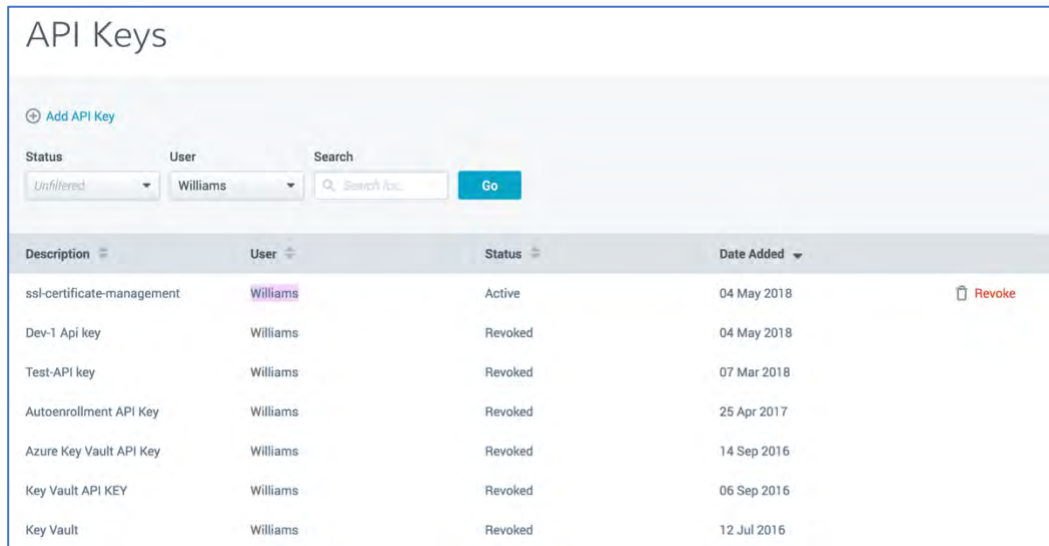 API Keys
Add API Key
Status User Search
Unfiltered Williams Search for... Go
Description User Status Date Added
ssl-certificate-management Williams Active 04 May 2018 Revoke
Dev-1 Api key Williams Revoked 04 May 2018
Test-API key Williams Revoked 07 Mar 2018
Autoenrollment API Key Williams Revoked 25 Apr 2017
Azure Key Vault API Key Williams Revoked 14 Sep 2016
Key Vault API KEY Williams Revoked 06 Sep 2016
Key Vault Williams Revoked 12 Jul 2016